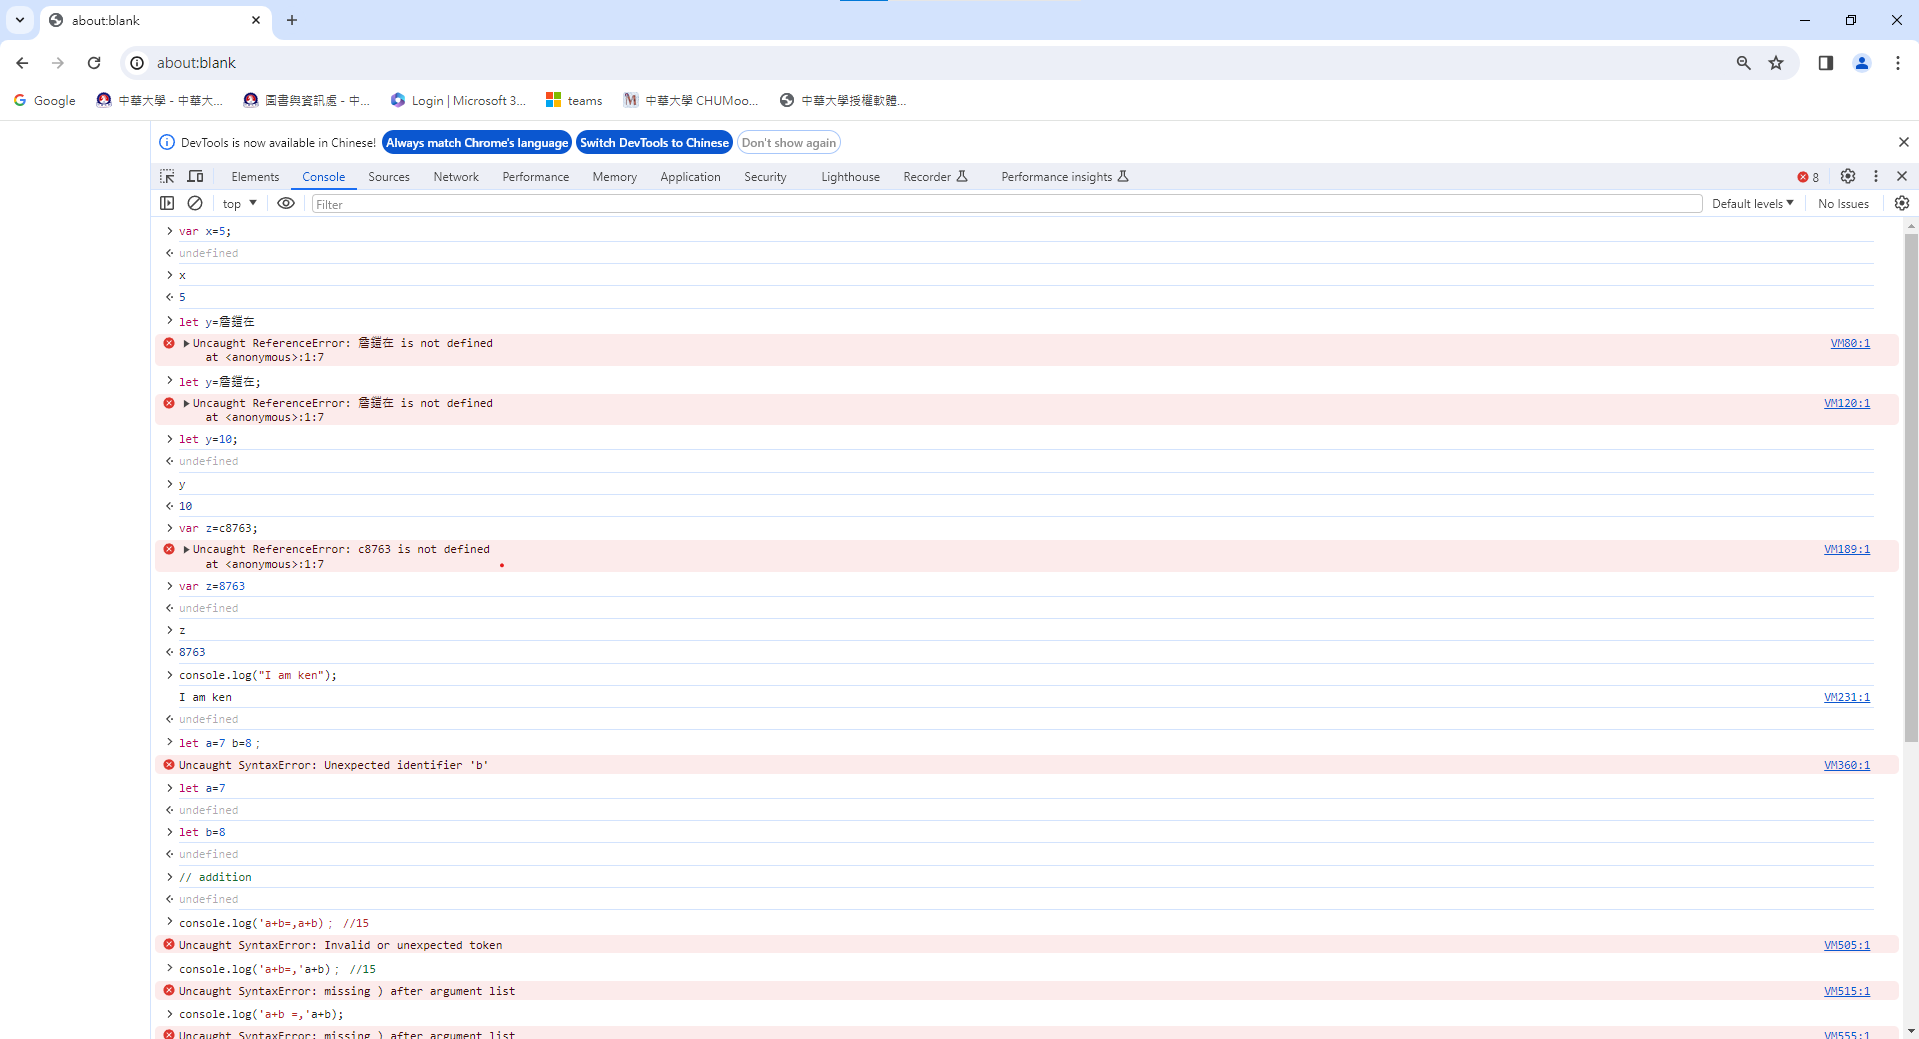 about:blank
about:blank
Google 中華大學 - 中華大... 圖書與資訊處 - 中... Login | Microsoft 3... teams 中華大學 CHUMoo... 中華大學授權軟體...
DevTools is now available in Chinese! Always match Chrome's language Switch DevTools to Chinese Don't show again
Elements Console Sources Network Performance Memory Application Security Lighthouse Recorder Performance insights 8
top Filter Default levels No Issues
var x=5;
undefined
x
5
let y=詹鎧在
Uncaught ReferenceError: 詹鎧在 is not defined VM80:1
at <anonymous>:1:7
let y=詹鎧在;
Uncaught ReferenceError: 詹鎧在 is not defined VM120:1
at <anonymous>:1:7
let y=10;
undefined
y
10
var z=c8763;
Uncaught ReferenceError: c8763 is not defined VM189:1
at <anonymous>:1:7
var z=8763
undefined
z
8763
console.log("I am ken");
I am ken VM231:1
undefined
let a=7 b=8；
Uncaught SyntaxError: Unexpected identifier 'b' VM360:1
let a=7
undefined
let b=8
undefined
// addition
undefined
console.log('a+b=,a+b)； //15
Uncaught SyntaxError: Invalid or unexpected token VM505:1
console.log('a+b=,'a+b)； //15
Uncaught SyntaxError: missing ) after argument list VM515:1
console.log('a+b =,'a+b);
Uncaught SyntaxError: missing ) after argument list VM555:1